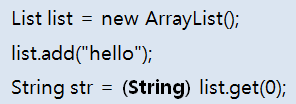 List list = new ArrayList();
list.add("hello");
String str = (String) list.get(0);